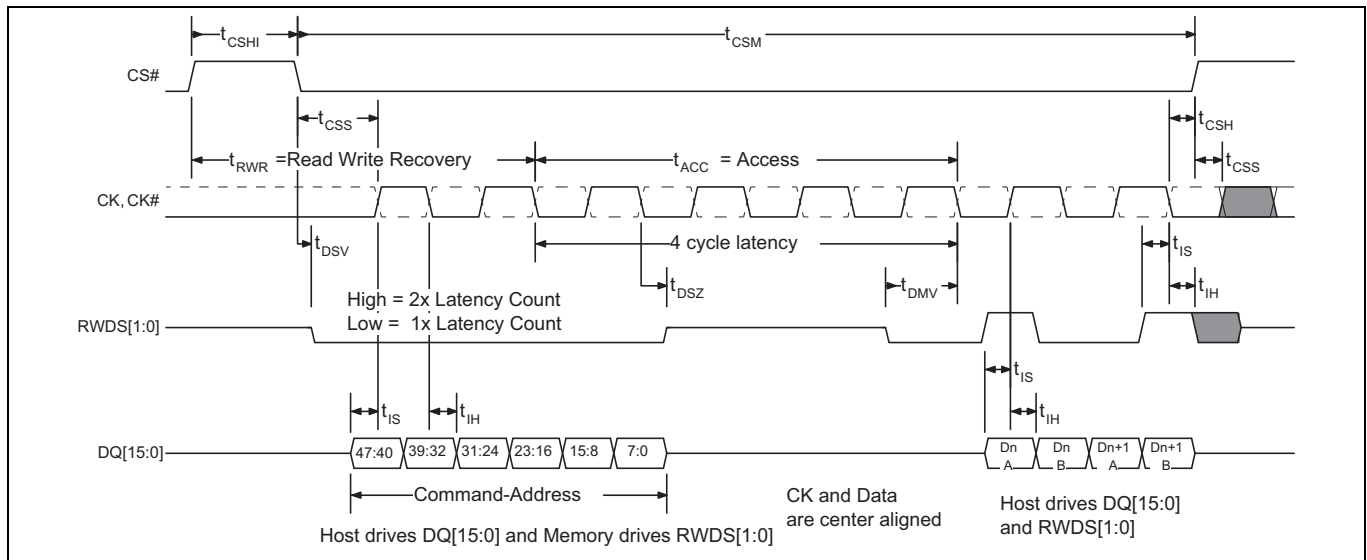 tCSHI
tCSM
CS#
tCSS
tCSH
tRWR =Read Write Recovery
tACC = Access
tCSS
CK, CK#
tDSV
4 cycle latency
tIS
tDSZ
tDMV
tIH
High = 2x Latency Count
Low = 1x Latency Count
RWDS[1:0]
tIS
tIS
tIH
tIH
DQ[15:0]
47:40 39:32 31:24 23:16 15:8 7:0
Dn A Dn B Dn+1 A Dn+1 B
Command-Address
CK and Data
are center aligned
Host drives DQ[15:0]
and RWDS[1:0]
Host drives DQ[15:0] and Memory drives RWDS[1:0]